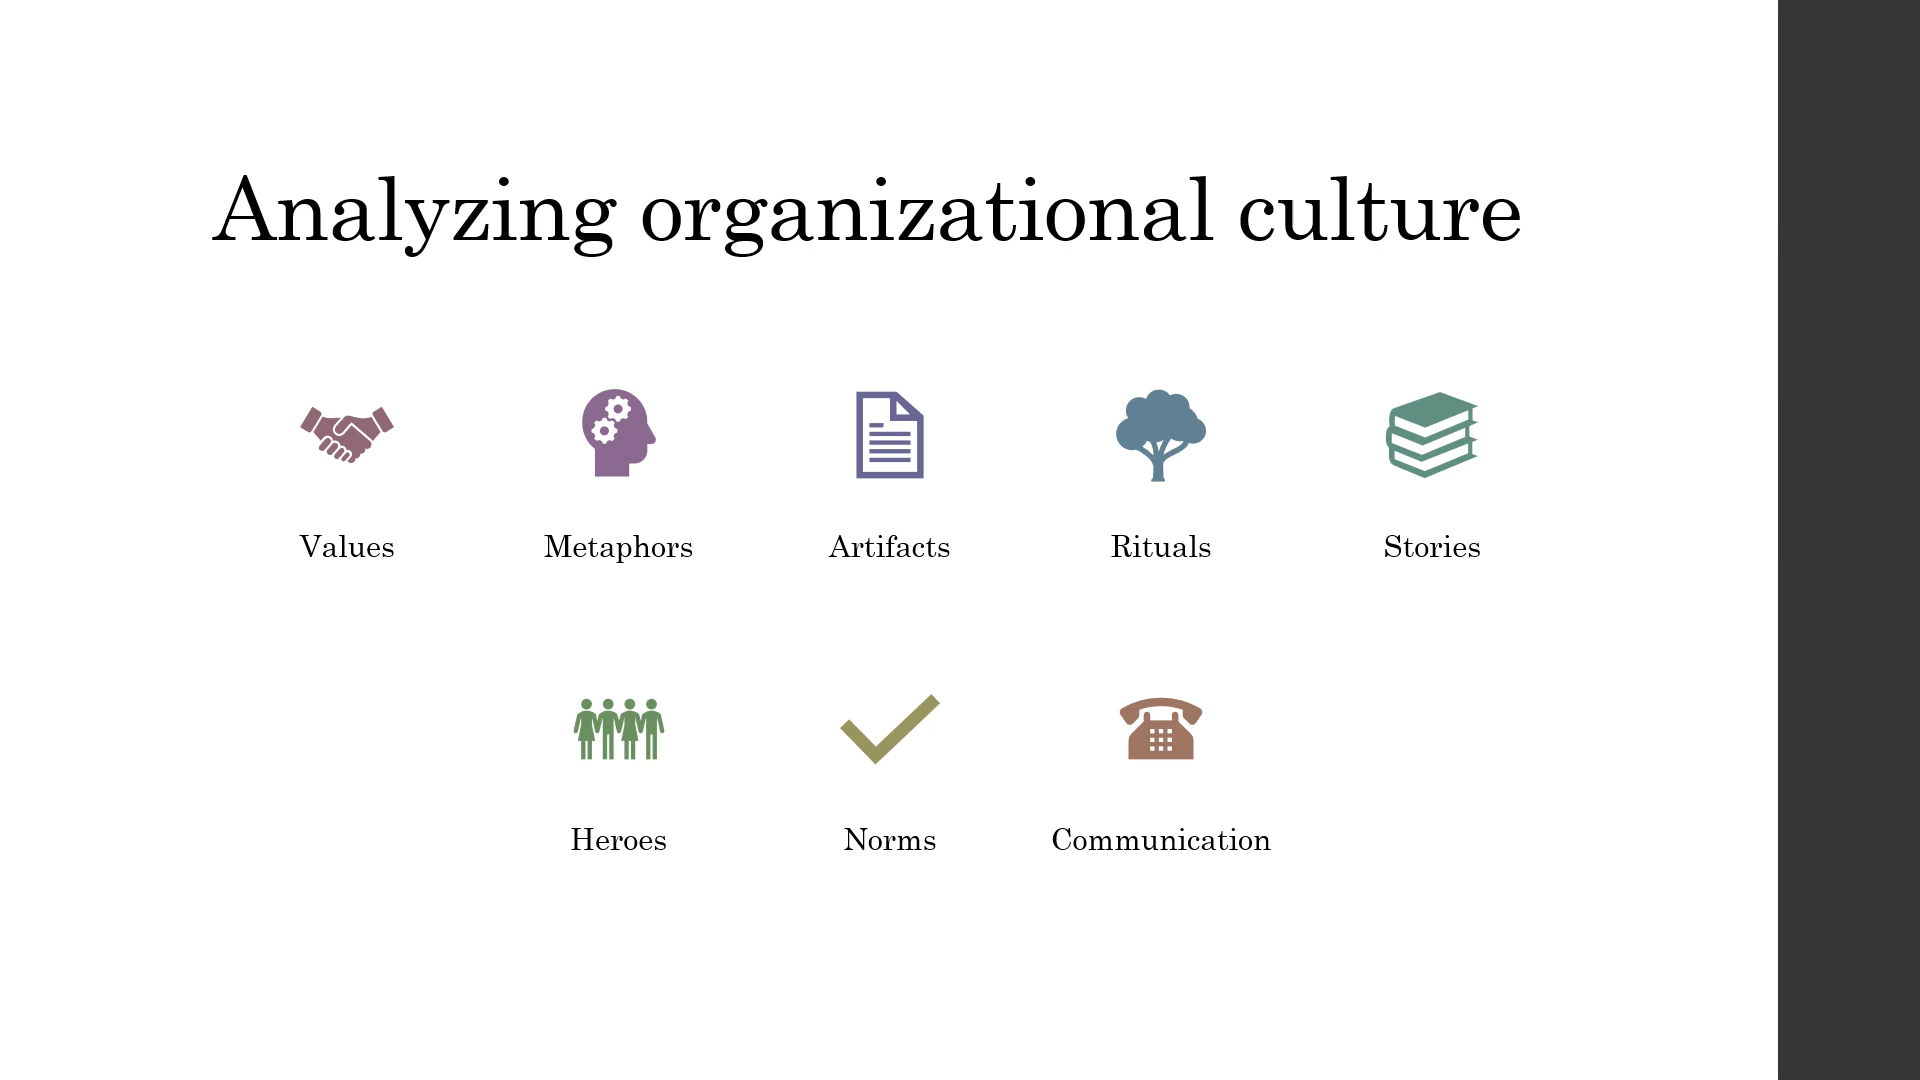 Analyzing organizational culture
Values
Metaphors
Artifacts
Rituals
Stories
Heroes
Norms
Communication